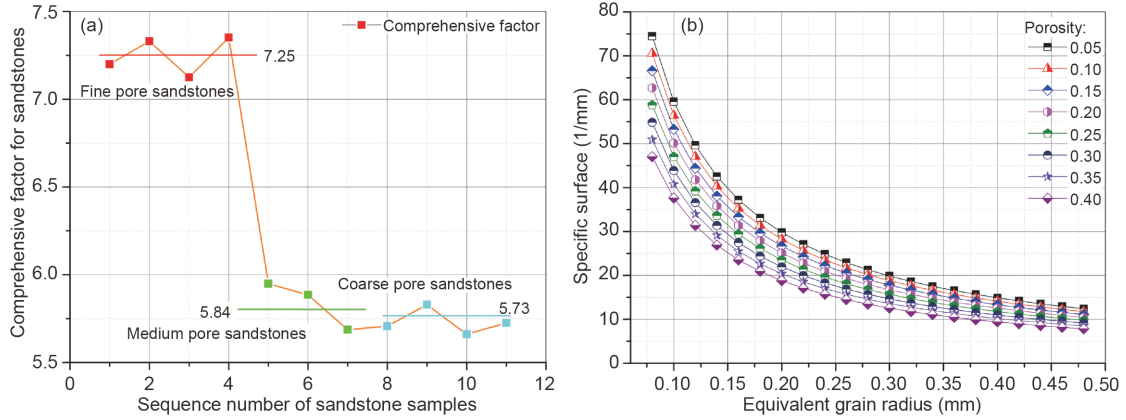 (a)
Comprehensive factor
7.25
Fine pore sandstones
Coarse pore sandstones
5.84
5.73
Medium pore sandstones
7.5
7.0
6.5
6.0
5.5
0 2 4 6 8 10 12
Comprehensive factor for sandstones
Sequence number of sandstone samples
(b)
Porosity:
0.05
0.10
0.15
0.20
0.25
0.30
0.35
0.40
80
70
60
50
40
30
20
10
0
0.10 0.15 0.20 0.25 0.30 0.35 0.40 0.45 0.50
Specific surface (1/mm)
Equivalent grain radius (mm)